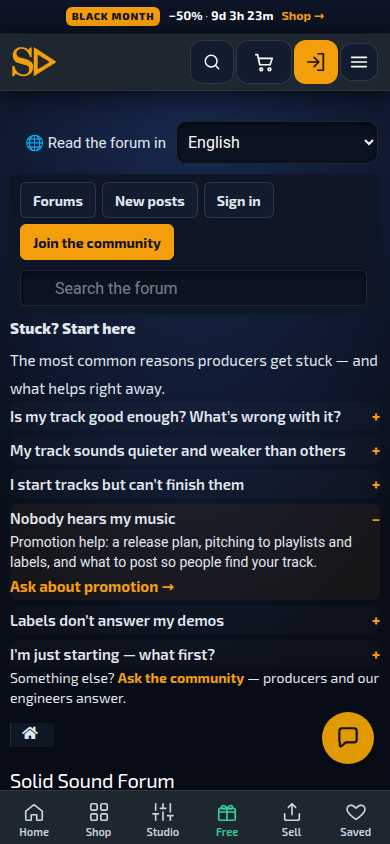 BLACK MONTH −50% · 9d 3h 23m Shop →
🌐 Read the forum in English
Forums New posts Sign in
Join the community
Search the forum
Stuck? Start here
The most common reasons producers get stuck — and
what helps right away.
Is my track good enough? What's wrong with it? +
My track sounds quieter and weaker than others +
I start tracks but can't finish them +
Nobody hears my music –
Promotion help: a release plan, pitching to playlists and
labels, and what to post so people find your track.
Ask about promotion →
Labels don't answer my demos +
I'm just starting — what first? +
Something else? Ask the community — producers and our
engineers answer.
Solid Sound Forum
Home Shop Studio Free Sell Saved